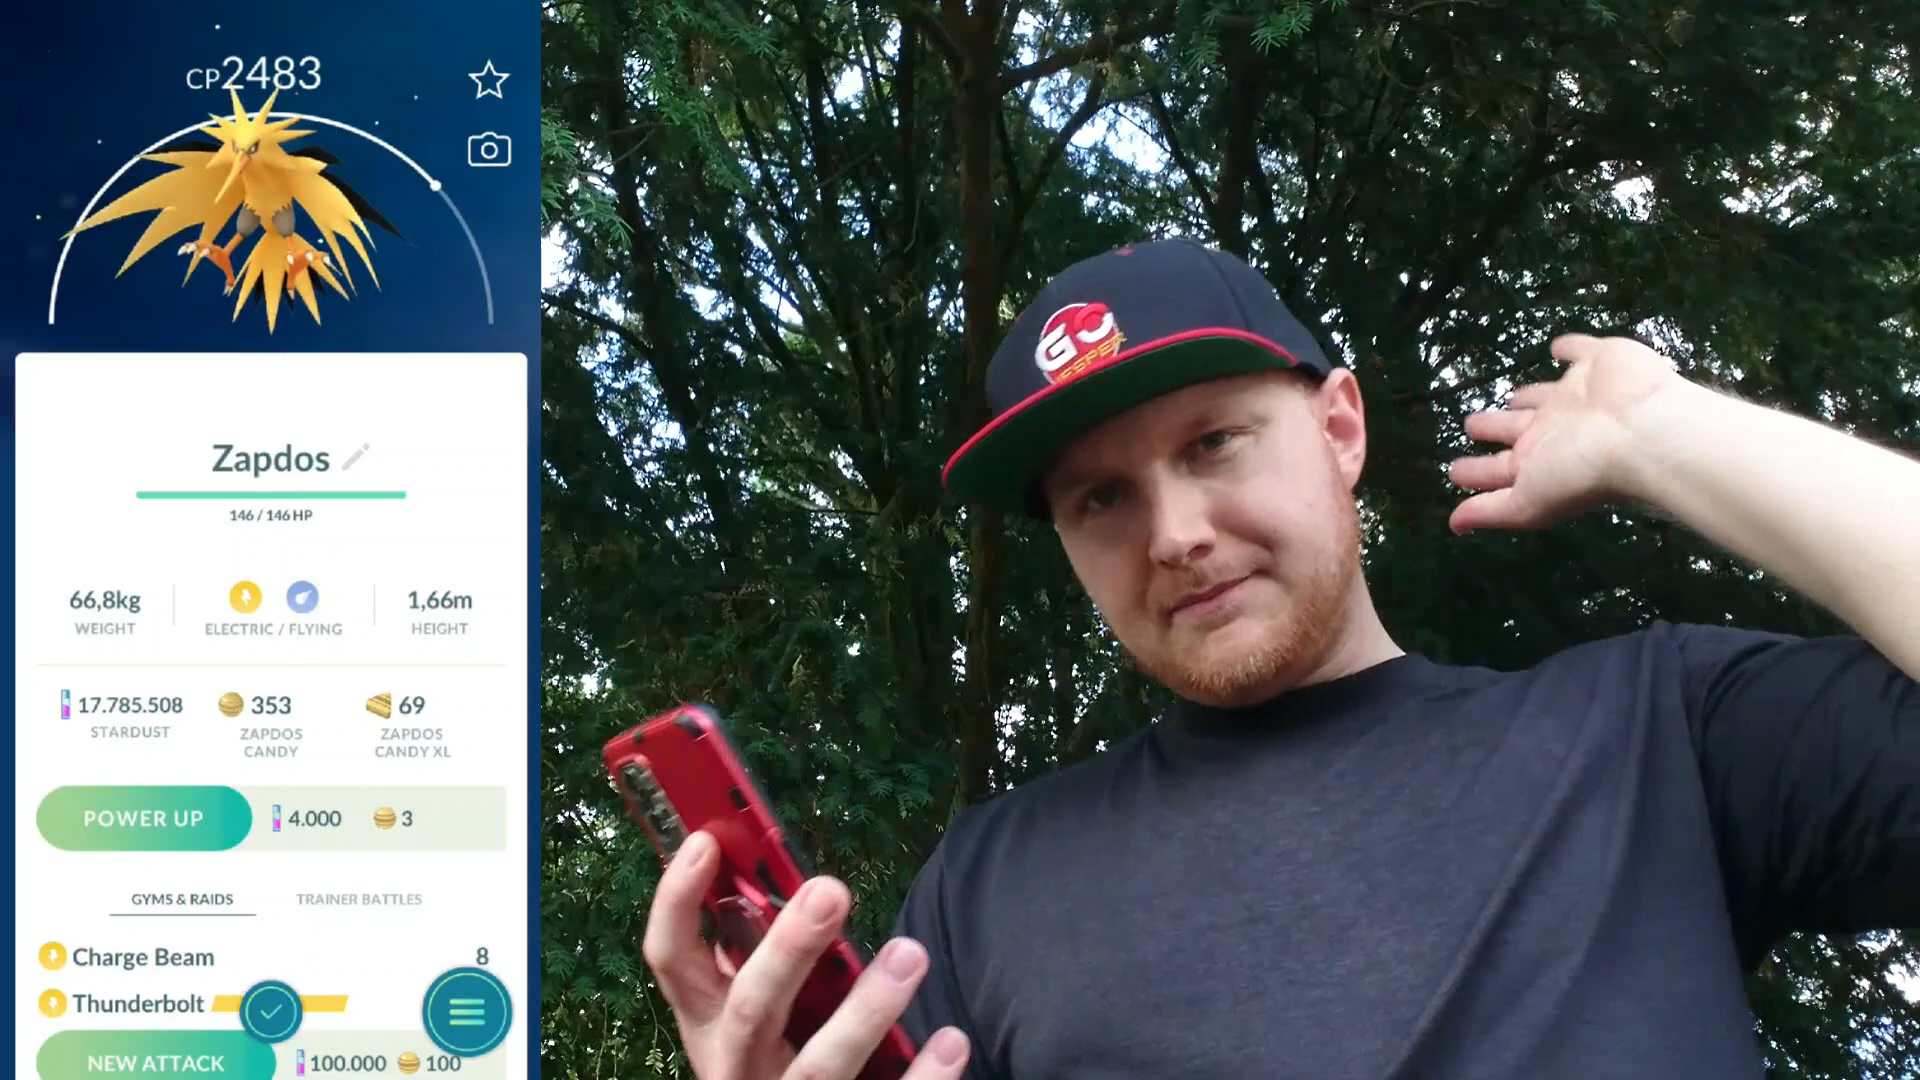 CP2483
Zapdos
146 / 146 HP
66,8kg
WEIGHT
ELECTRIC / FLYING
1,66m
HEIGHT
17.785.508
STARDUST
353
ZAPDOS
CANDY
69
ZAPDOS
CANDY XL
POWER UP
4.000
3
GYMS & RAIDS
TRAINER BATTLES
Charge Beam
8
Thunderbolt
NEW ATTACK
100.000
100
GO